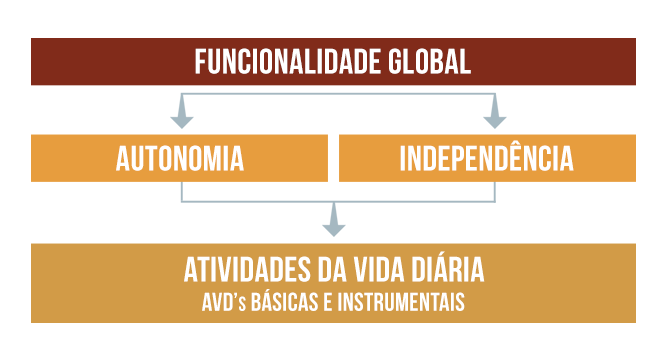 FUNCIONALIDADE GLOBAL
AUTONOMIA
INDEPENDÊNCIA
ATIVIDADES DA VIDA DIÁRIA
AVD's BÁSICAS E INSTRUMENTAIS